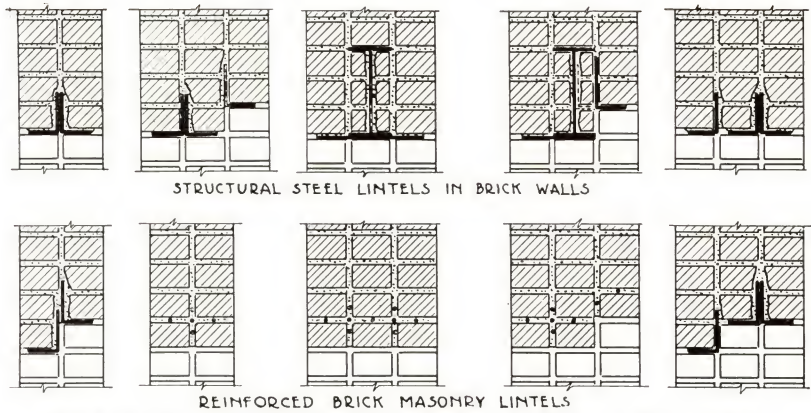 STRUCTURAL STEEL LINTELS IN BRICK WALLS
REINFORCED BRICK MASONRY LINTELS